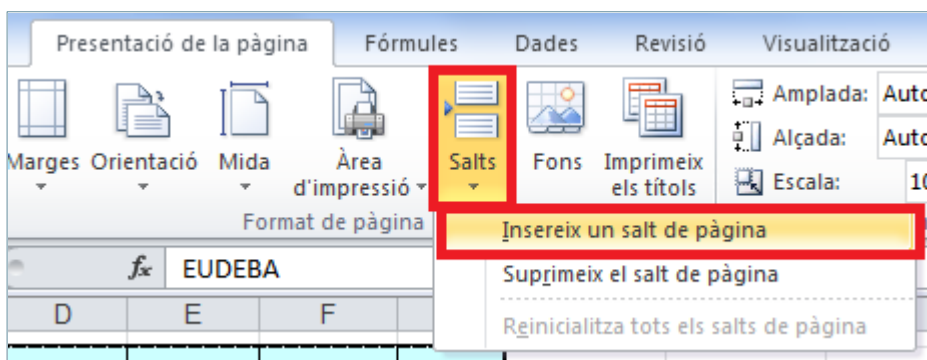 Presentació de la pàgina Fórmules Dades Revisió Visualització
Marges Orientació Mida Àrea d'impressió Salts Fons Imprimeix els títols
Amplada: Auto
Alçada: Auto
Escala: 10
Format de pàgina
Insereix un salt de pàgina
Suprimeix el salt de pàgina
Reinicialitza tots els salts de pàgina
fx EUDEBA
D E F